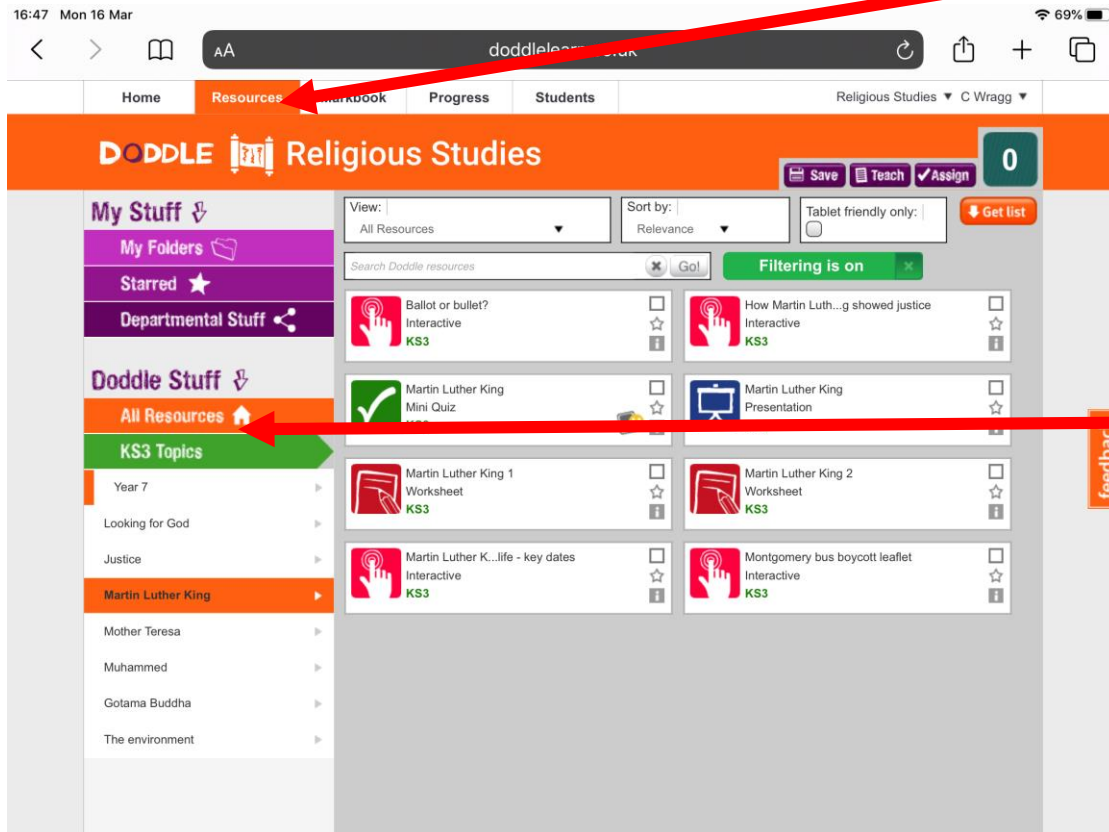 16:47 Mon 16 Mar
69%
AA
Home Resources Progress Students Religious Studies ▼ C Wragg ▼
DODDLE Religious Studies
Save Teach Assign 0
My Stuff
My Folders
Starred
Departmental Stuff
Doddle Stuff
All Resources
KS3 Topics
Year 7
Looking for God
Justice
Martin Luther King
Mother Teresa
Muhammed
Gotama Buddha
The environment
View:
All Resources
Sort by:
Relevance
Tablet friendly only:
Get list
Search Doddle resources
Go!
Filtering is on
Ballot or bullet?
Interactive
KS3
How Martin Luth...g showed justice
Interactive
KS3
Martin Luther King
Mini Quiz
Martin Luther King
Presentation
Martin Luther King 1
Worksheet
KS3
Martin Luther King 2
Worksheet
KS3
Martin Luther K...life - key dates
Interactive
KS3
Montgomery bus boycott leaflet
Interactive
KS3